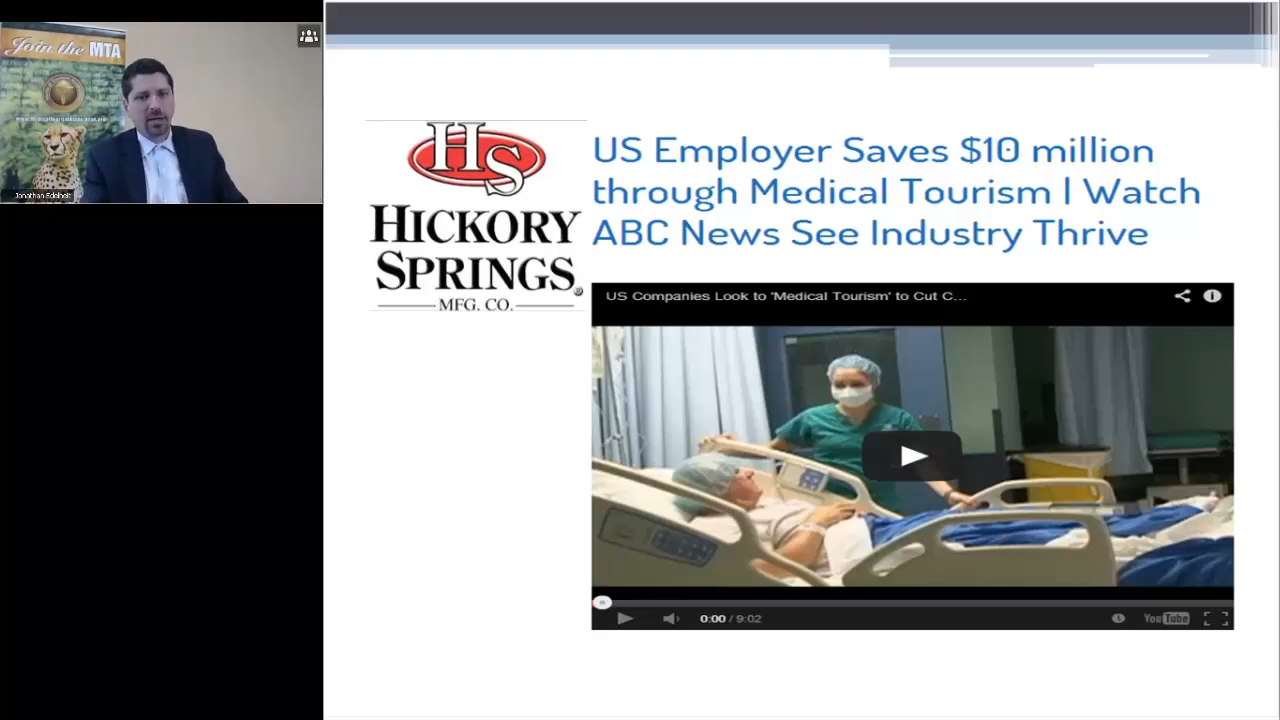 Join the MTA
Jonathan Edelheit
HS
HICKORY
SPRINGS®
MFG. CO.
US Employer Saves $10 million
through Medical Tourism | Watch
ABC News See Industry Thrive
US Companies Look to 'Medical Tourism' to Cut C...
0:00 / 9:02
YouTube